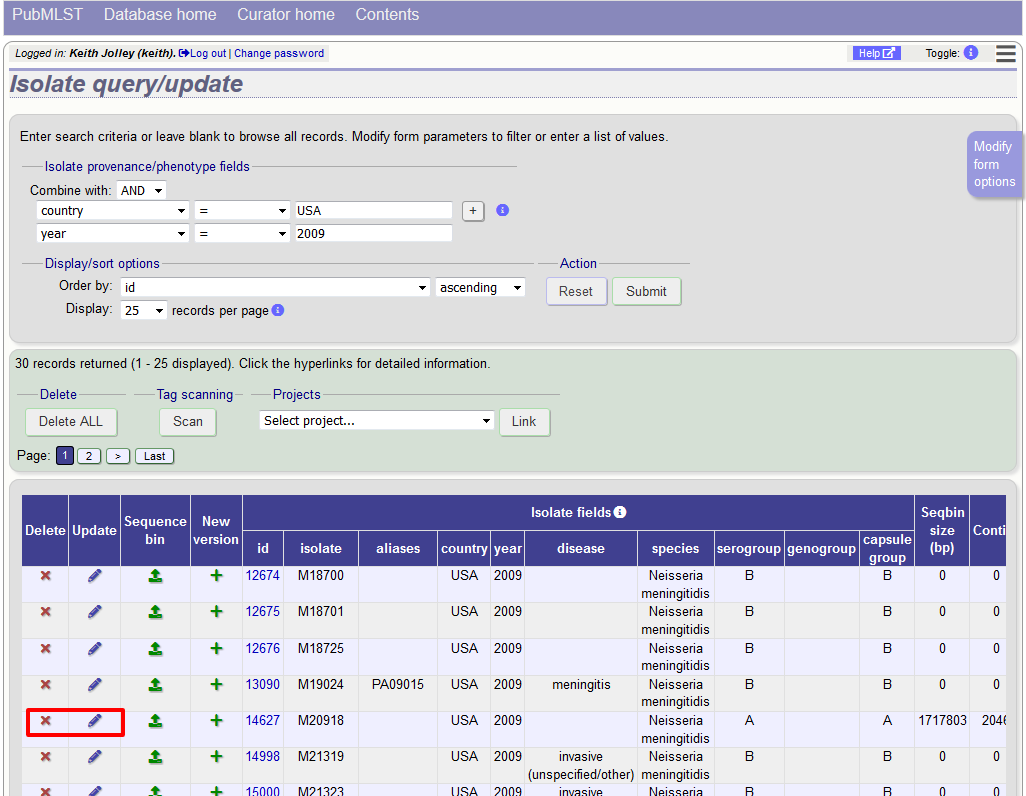 PubMLST Database home Curator home Contents
Logged in: Keith Jolley (keith). Log out | Change password Help Toggle: i
Isolate query/update
Enter search criteria or leave blank to browse all records. Modify form parameters to filter or enter a list of values.
Modify
form
options
Isolate provenance/phenotype fields
Combine with: AND
country = USA + i
year = 2009
Display/sort options Action
Order by: id ascending Reset Submit
Display: 25 records per page i
30 records returned (1 - 25 displayed). Click the hyperlinks for detailed information.
Delete Tag scanning Projects
Delete ALL Scan Select project... Link
Page: 1 2 > Last
Delete Update Sequence bin New version Isolate fields i Seqbin size (bp) Conti
id isolate aliases country year disease species serogroup genogroup capsule group
12674 M18700 USA 2009 Neisseria meningitidis B B 0 0
12675 M18701 USA 2009 Neisseria meningitidis B B 0 0
12676 M18725 USA 2009 Neisseria meningitidis B B 0 0
13090 M19024 PA09015 USA 2009 meningitis Neisseria meningitidis B B 0 0
14627 M20918 USA 2009 Neisseria meningitidis A A 1717803 2046
14998 M21319 USA 2009 invasive (unspecified/other) Neisseria meningitidis B B 0 0
15000 M21323 USA 2009 invasive Neisseria B B 0 0